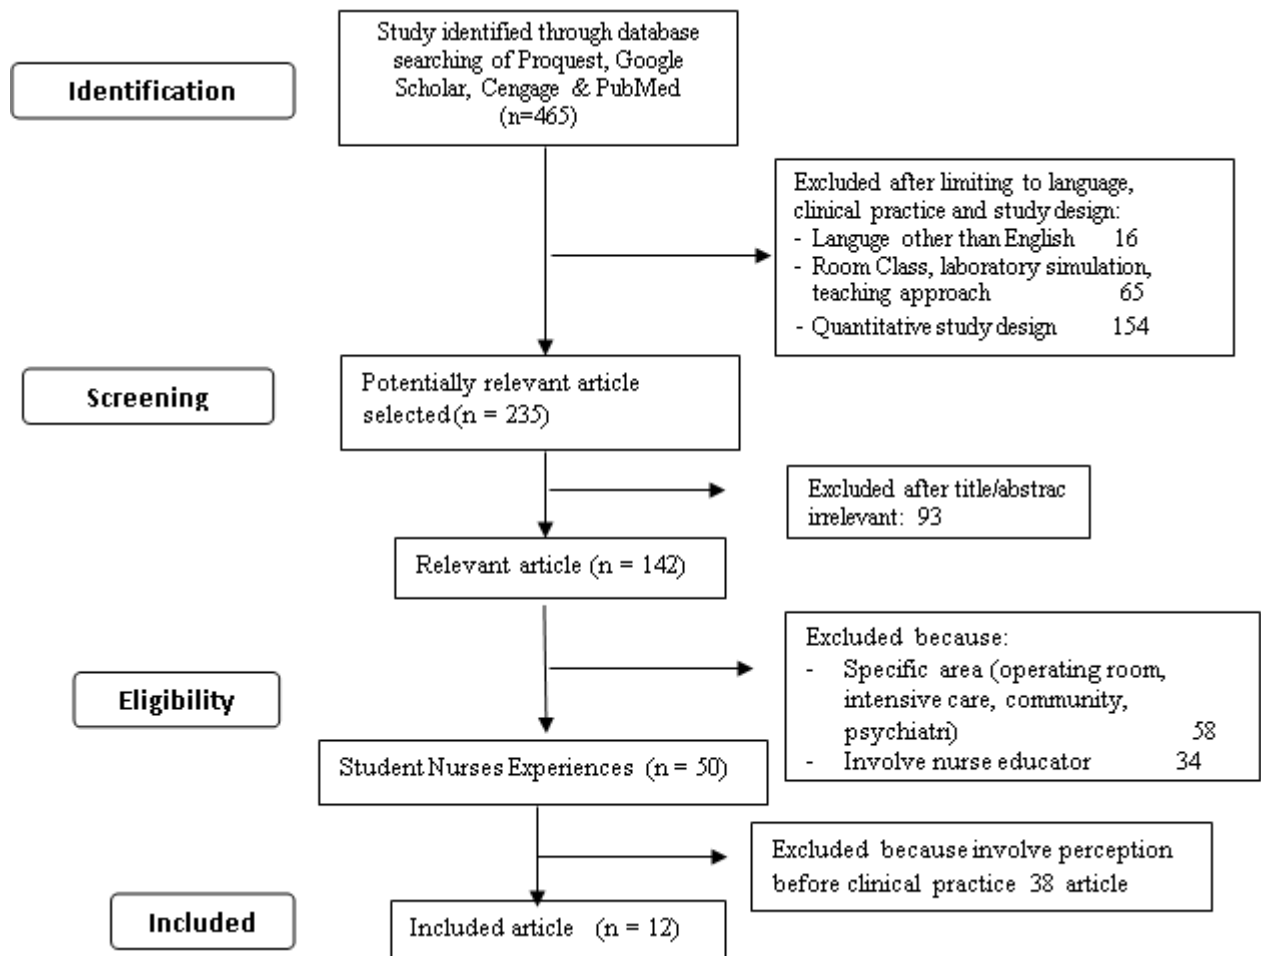 Identification
Study identified through database
searching of Proquest, Google
Scholar, Cengage & PubMed
(n=465)
Excluded after limiting to language,
clinical practice and study design:
- Languge other than English 16
- Room Class, laboratory simulation,
teaching approach 65
- Quantitative study design 154
Screening
Potentially relevant article
selected (n = 235)
Excluded after title/abstrac
irrelevant: 93
Relevant article (n = 142)
Excluded because:
- Specific area (operating room,
intensive care, community,
psychiatri) 58
- Involve nurse educator 34
Eligibility
Student Nurses Experiences (n = 50)
Excluded because involve perception
before clinical practice 38 article
Included
Included article (n = 12)